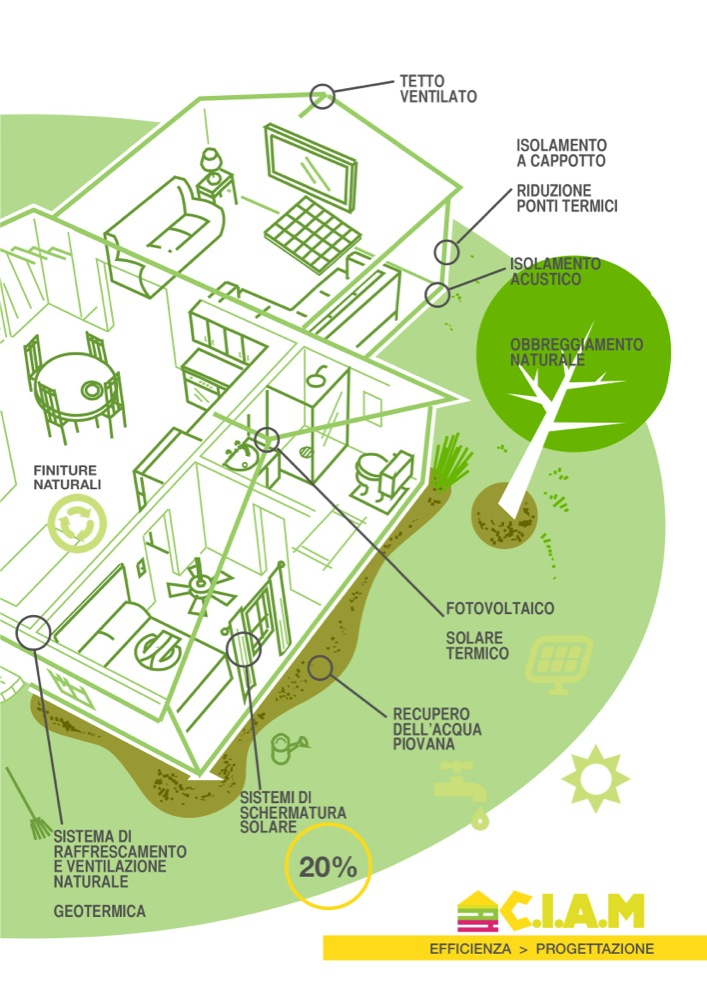 TETTO
VENTILATO
ISOLAMENTO
A CAPPOTTO
RIDUZIONE
PONTI TERMICI
ISOLAMENTO
ACUSTICO
OBBREGGIAMENTO
NATURALE
FINITURE
NATURALI
FOTOVOLTAICO
SOLARE
TERMICO
RECUPERO
DELL'ACQUA
PIOVANA
SISTEMI DI
SCHERMATURA
SOLARE
SISTEMA DI
RAFFRESCAMENTO
E VENTILAZIONE
NATURALE
GEOTERMICA
20%
C.I.A.M
EFFICIENZA > PROGETTAZIONE